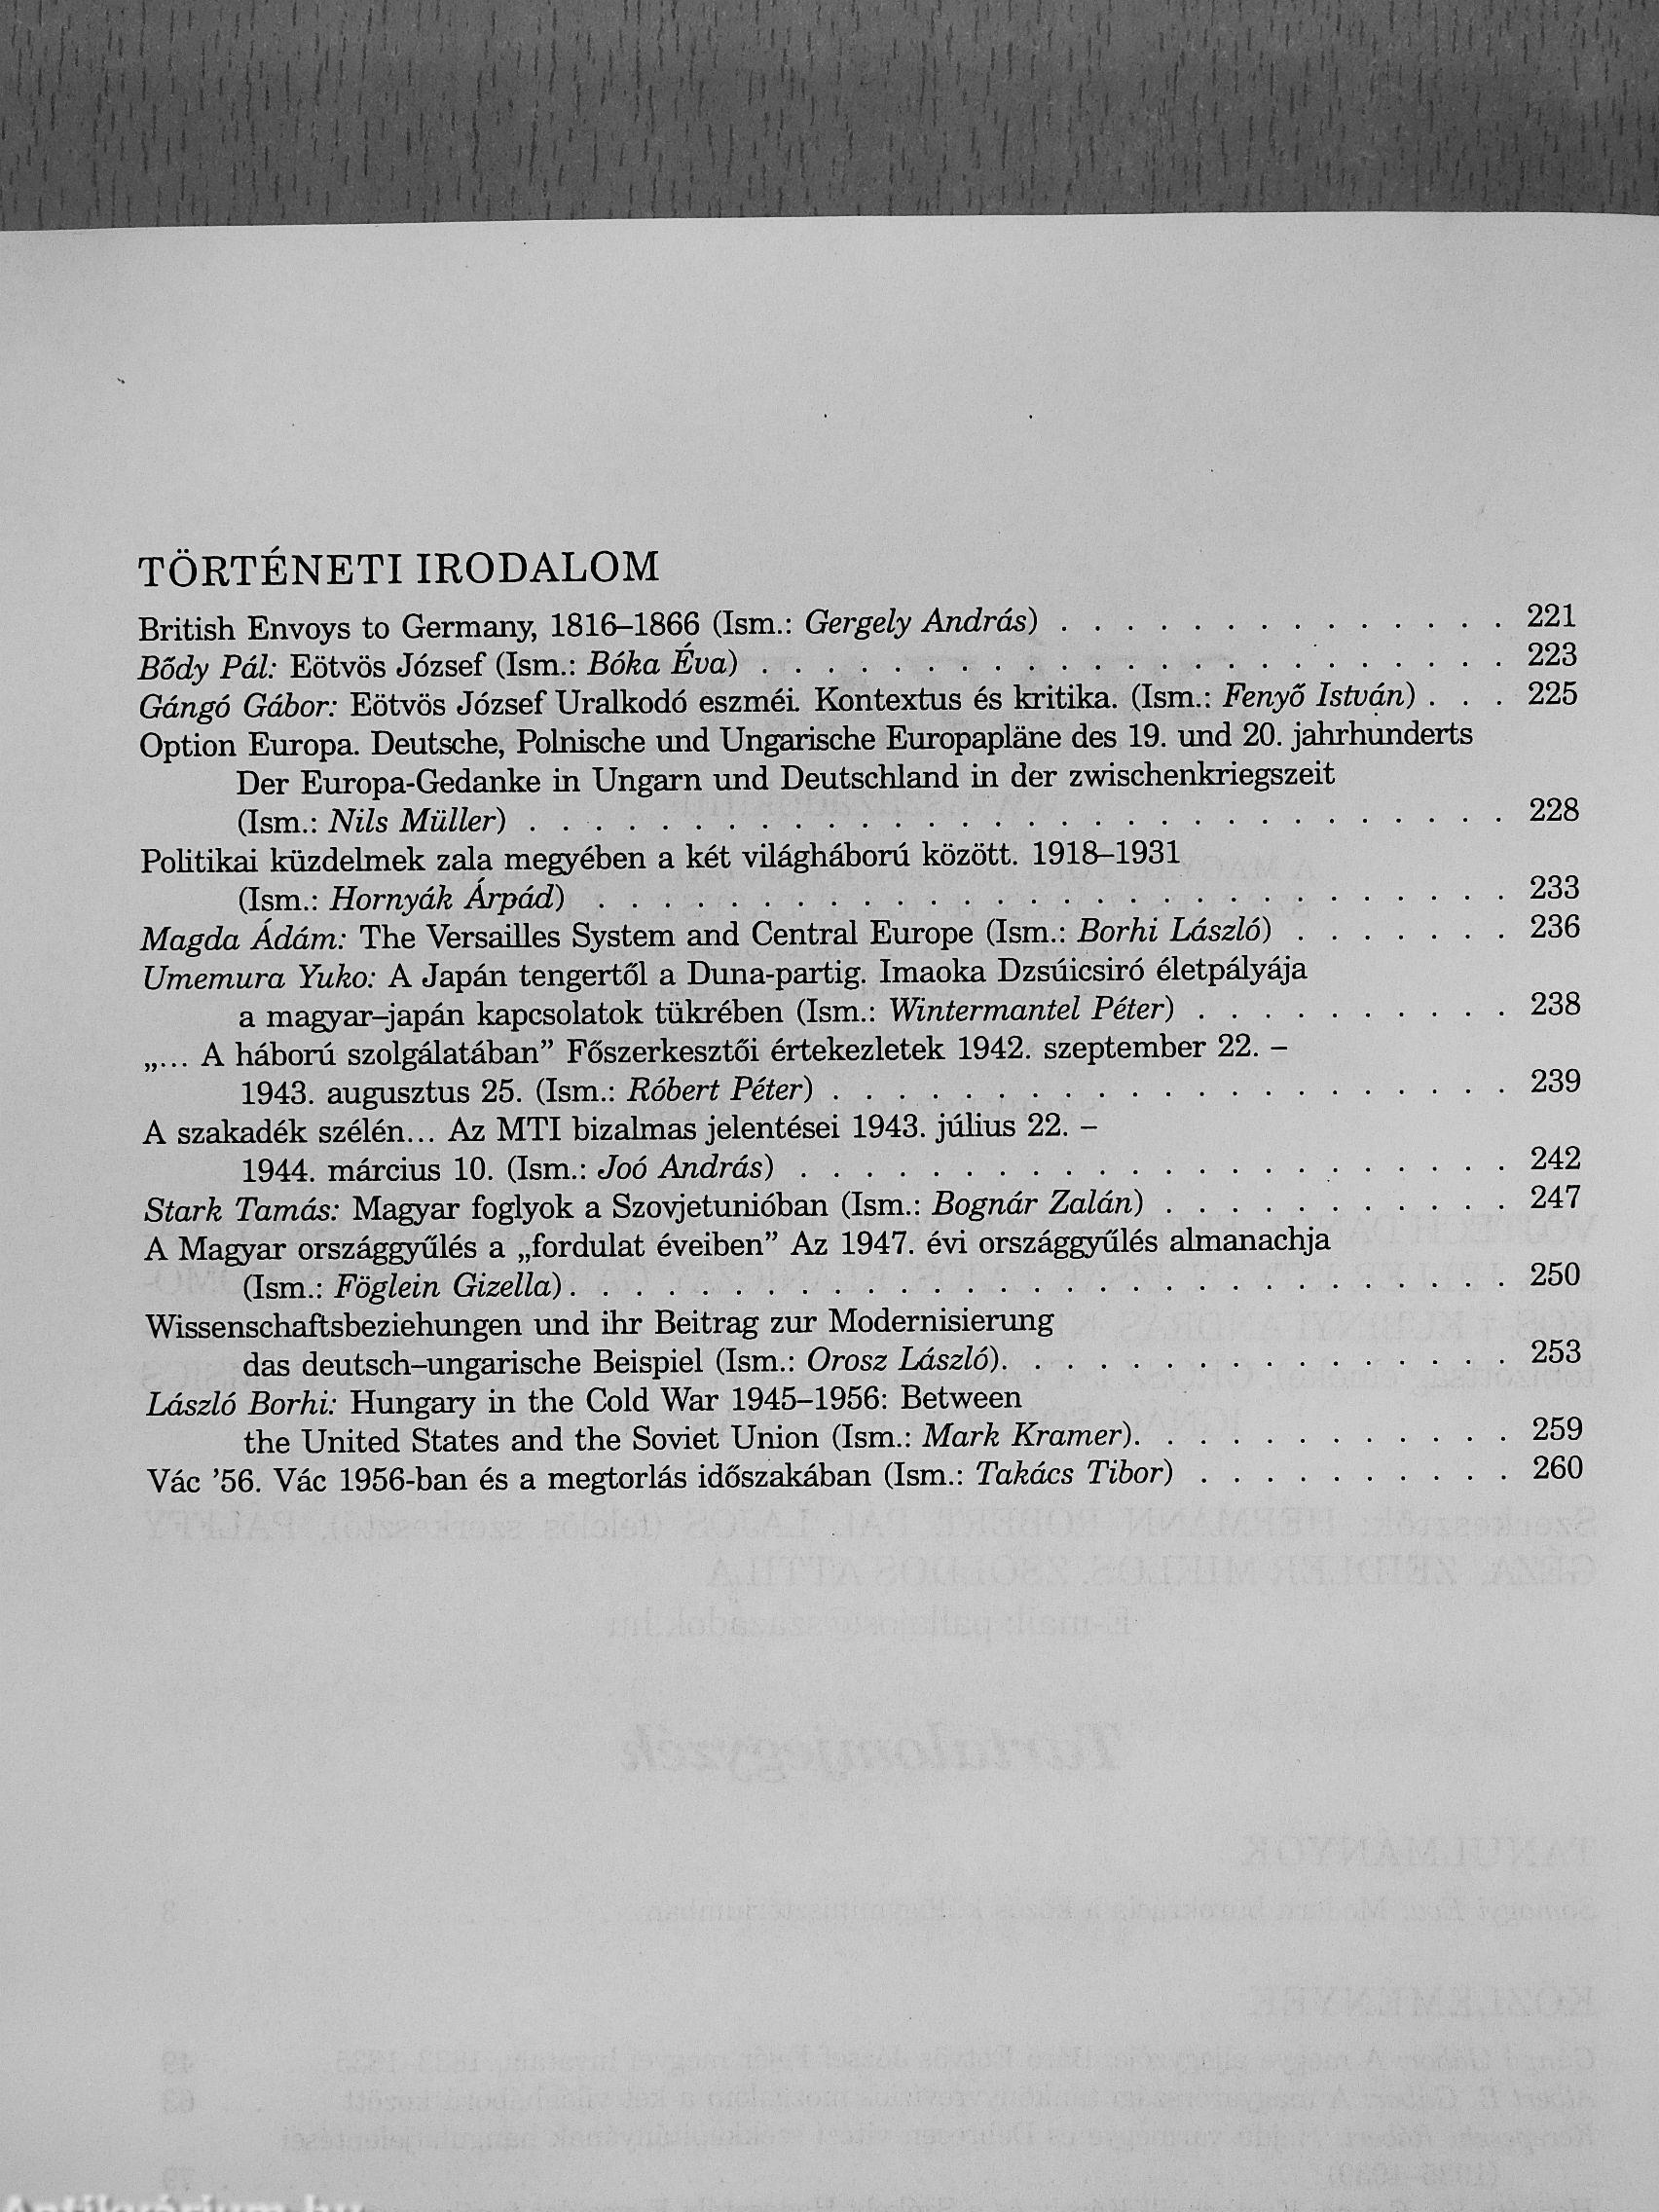 TÖRTÉNETI IRODALOM
British Envoys to Germany, 1816–1866 (Ism.: Gergely András) . . . . . . . . . . . . . . 221
Bődy Pál: Eötvös József (Ism.: Bóka Éva) . . . . . . . . . . . . . . . . . . . . . . . 223
Gángó Gábor: Eötvös József Uralkodó eszméi. Kontextus és kritika. (Ism.: Fenyő István) . . . 225
Option Europa. Deutsche, Polnische und Ungarische Europapläne des 19. und 20. jahrhunderts
Der Europa-Gedanke in Ungarn und Deutschland in der zwischenkriegszeit
(Ism.: Nils Müller) . . . . . . . . . . . . . . . . . . . . . . . . . . . . . . 228
Politikai küzdelmek zala megyében a két világháború között. 1918–1931
(Ism.: Hornyák Árpád) . . . . . . . . . . . . . . . . . . . . . . . . . . . . 233
Magda Ádám: The Versailles System and Central Europe (Ism.: Borhi László) . . . . . . . 236
Umemura Yuko: A Japán tengertől a Duna-partig. Imaoka Dzsúicsiró életpályája
a magyar–japán kapcsolatok tükrében (Ism.: Wintermantel Péter) . . . . . . . . . . 238
„... A háború szolgálatában” Főszerkesztői értekezletek 1942. szeptember 22. –
1943. augusztus 25. (Ism.: Róbert Péter) . . . . . . . . . . . . . . . . . . . . . 239
A szakadék szélén... Az MTI bizalmas jelentései 1943. július 22. –
1944. március 10. (Ism.: Joó András) . . . . . . . . . . . . . . . . . . . . . . 242
Stark Tamás: Magyar foglyok a Szovjetunióban (Ism.: Bognár Zalán) . . . . . . . . . . . 247
A Magyar országgyűlés a „fordulat éveiben” Az 1947. évi országgyűlés almanachja
(Ism.: Föglein Gizella). . . . . . . . . . . . . . . . . . . . . . . . . . . . . 250
Wissenschaftsbeziehungen und ihr Beitrag zur Modernisierung
das deutsch–ungarische Beispiel (Ism.: Orosz László). . . . . . . . . . . . . . . . 253
László Borhi: Hungary in the Cold War 1945–1956: Between
the United States and the Soviet Union (Ism.: Mark Kramer). . . . . . . . . . . . 259
Vác ’56. Vác 1956-ban és a megtorlás időszakában (Ism.: Takács Tibor) . . . . . . . . . . 260